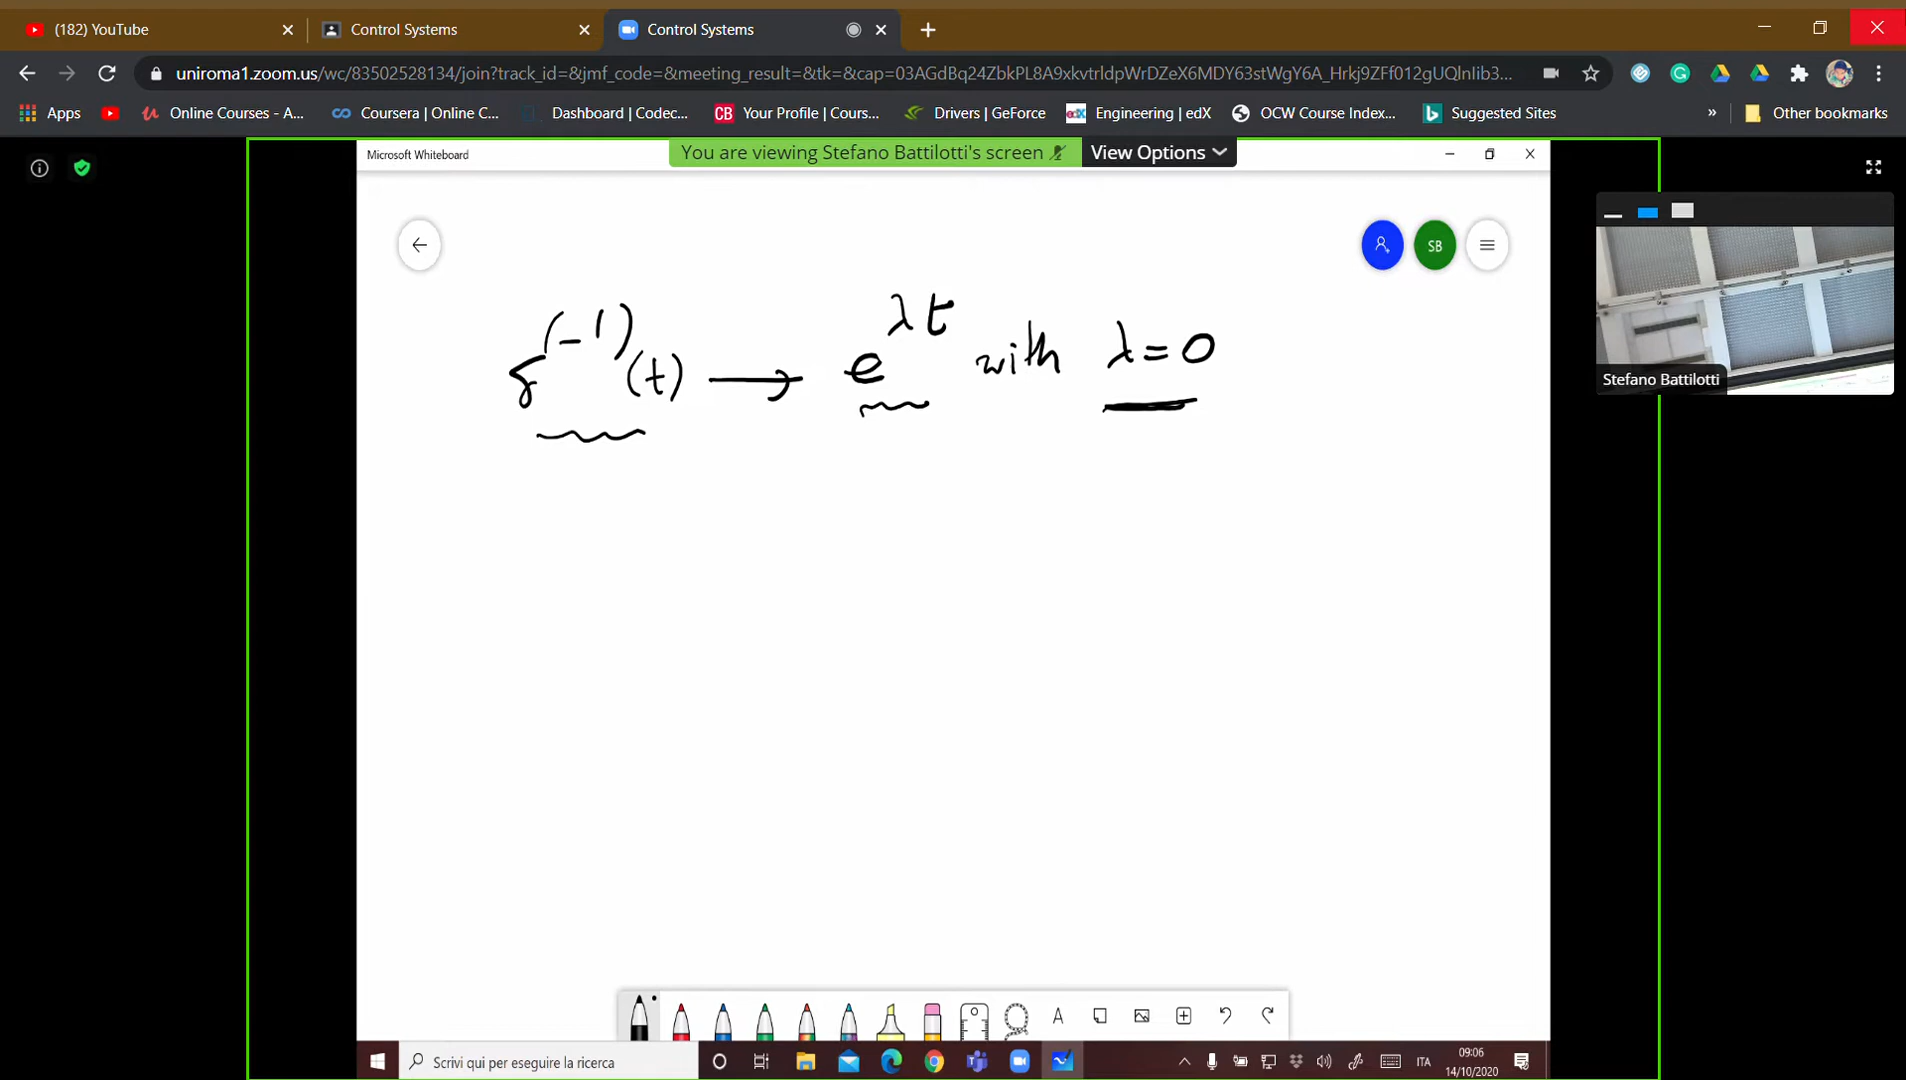 (182) YouTube
Control Systems
Control Systems
uniroma1.zoom.us/wc/83502528134/join?track_id=&jmf_code=&meeting_result=&tk=&cap=03AGdBq24ZbkPL8A9xkvtrldpWrDZeX6MDY63stWgY6A_Hrkj9ZFf012gUQlnIib3...
Apps
Online Courses - A...
Coursera | Online C...
Dashboard | Codec...
CB
Your Profile | Cours...
Drivers | GeForce
edX
Engineering | edX
OCW Course Index...
Suggested Sites
»
Other bookmarks
Microsoft Whiteboard
You are viewing Stefano Battilotti's screen
View Options
SB
δ^(-1)(t) → e^λt with λ=0
Stefano Battilotti
Scrivi qui per eseguire la ricerca
ITA
09:06
14/10/2020